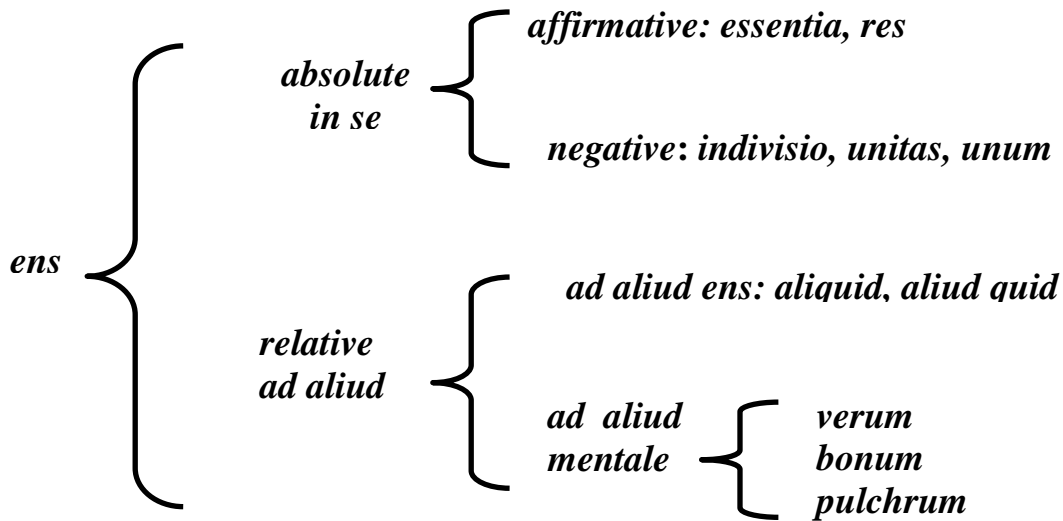 ens
absolute
in se
affirmative: essentia, res
negative: indivisio, unitas, unum
relative
ad aliud
ad aliud ens: aliquid, aliud quid
ad aliud
mentale
verum
bonum
pulchrum